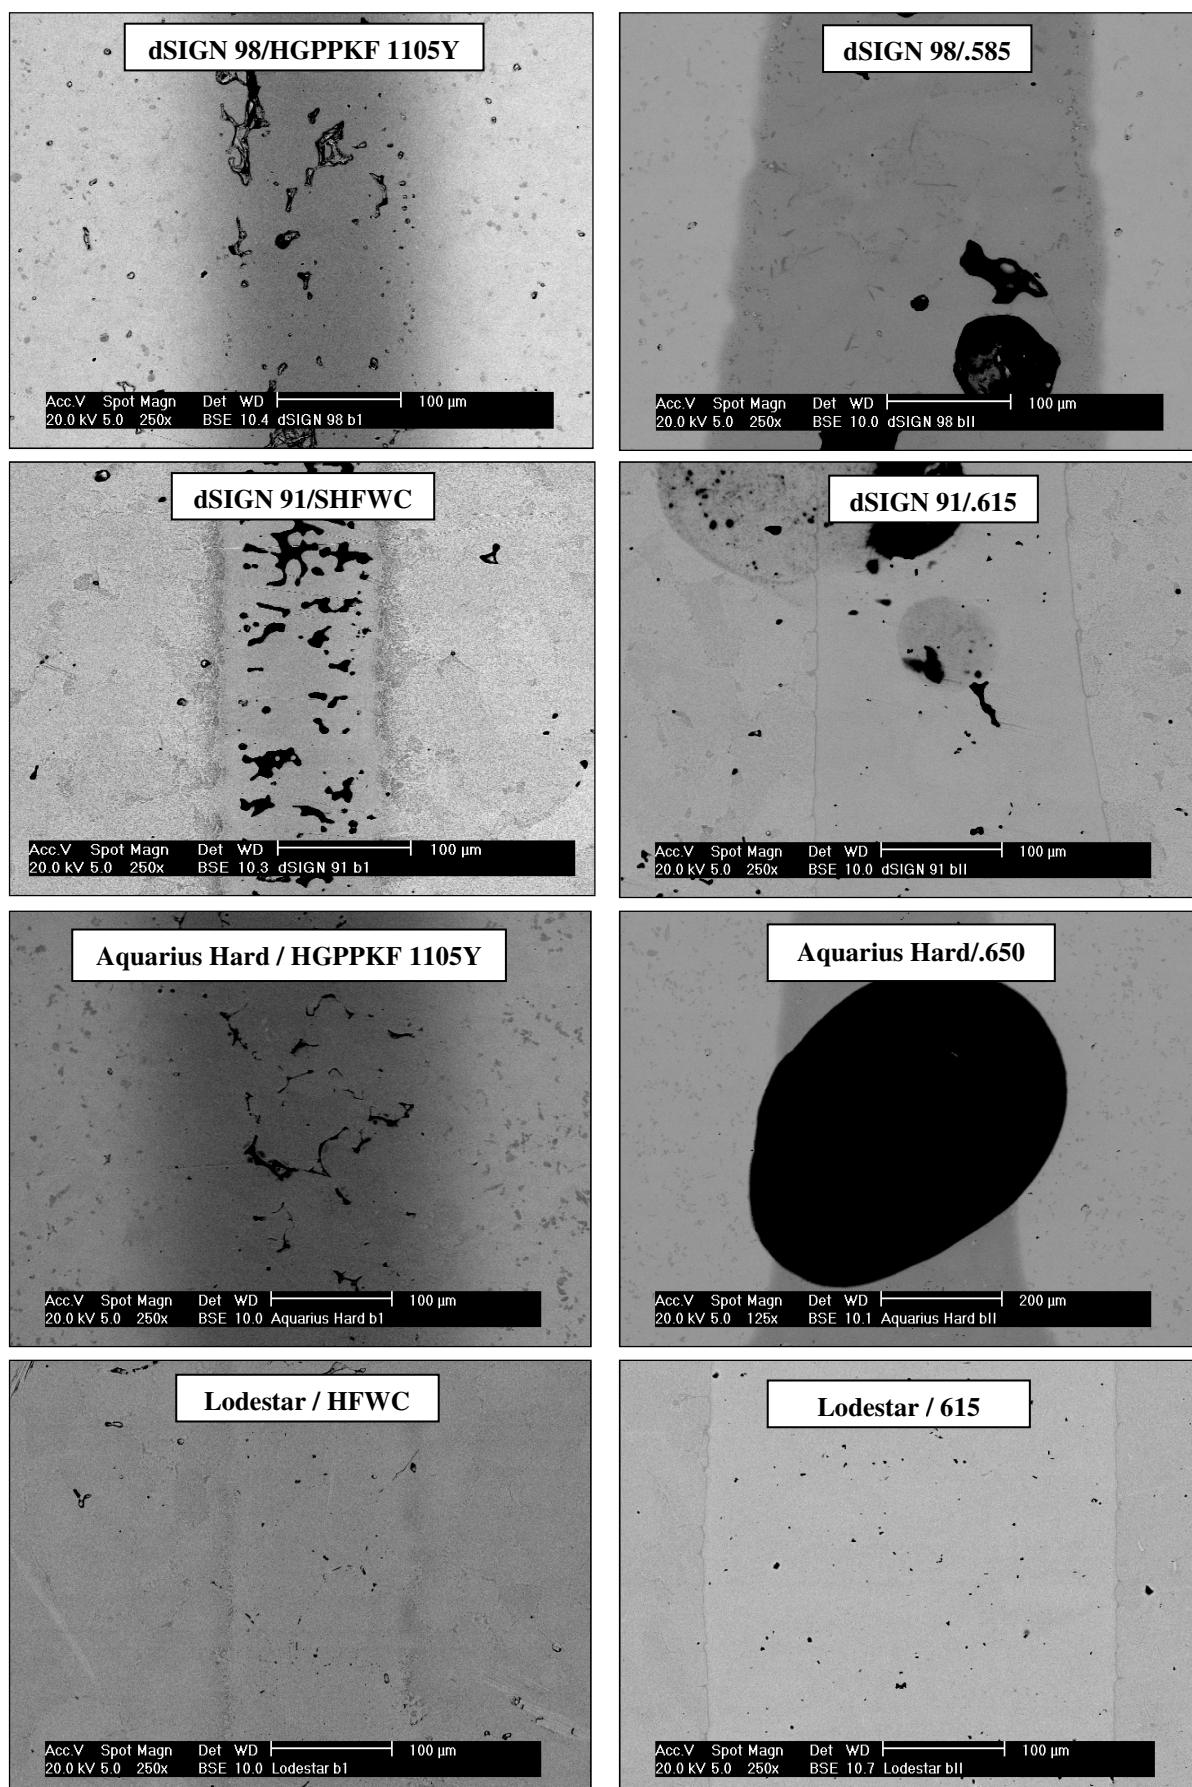 dSIGN 98/HGPPKF 1105Y
Acc.V Spot Magn Det WD 100 µm
20.0 kV 5.0 250x BSE 10.4 dSIGN 98 b1
dSIGN 98/.585
Acc.V Spot Magn Det WD 100 µm
20.0 kV 5.0 250x BSE 10.0 dSIGN 98 bII
dSIGN 91/SHFWC
Acc.V Spot Magn Det WD 100 µm
20.0 kV 5.0 250x BSE 10.3 dSIGN 91 b1
dSIGN 91/.615
Acc.V Spot Magn Det WD 100 µm
20.0 kV 5.0 250x BSE 10.0 dSIGN 91 bII
Aquarius Hard / HGPPKF 1105Y
Acc.V Spot Magn Det WD 100 µm
20.0 kV 5.0 250x BSE 10.0 Aquarius Hard b1
Aquarius Hard/.650
Acc.V Spot Magn Det WD 200 µm
20.0 kV 5.0 125x BSE 10.1 Aquarius Hard bII
Lodestar / HFWC
Acc.V Spot Magn Det WD 100 µm
20.0 kV 5.0 250x BSE 10.0 Lodestar b1
Lodestar / 615
Acc.V Spot Magn Det WD 100 µm
20.0 kV 5.0 250x BSE 10.7 Lodestar bII